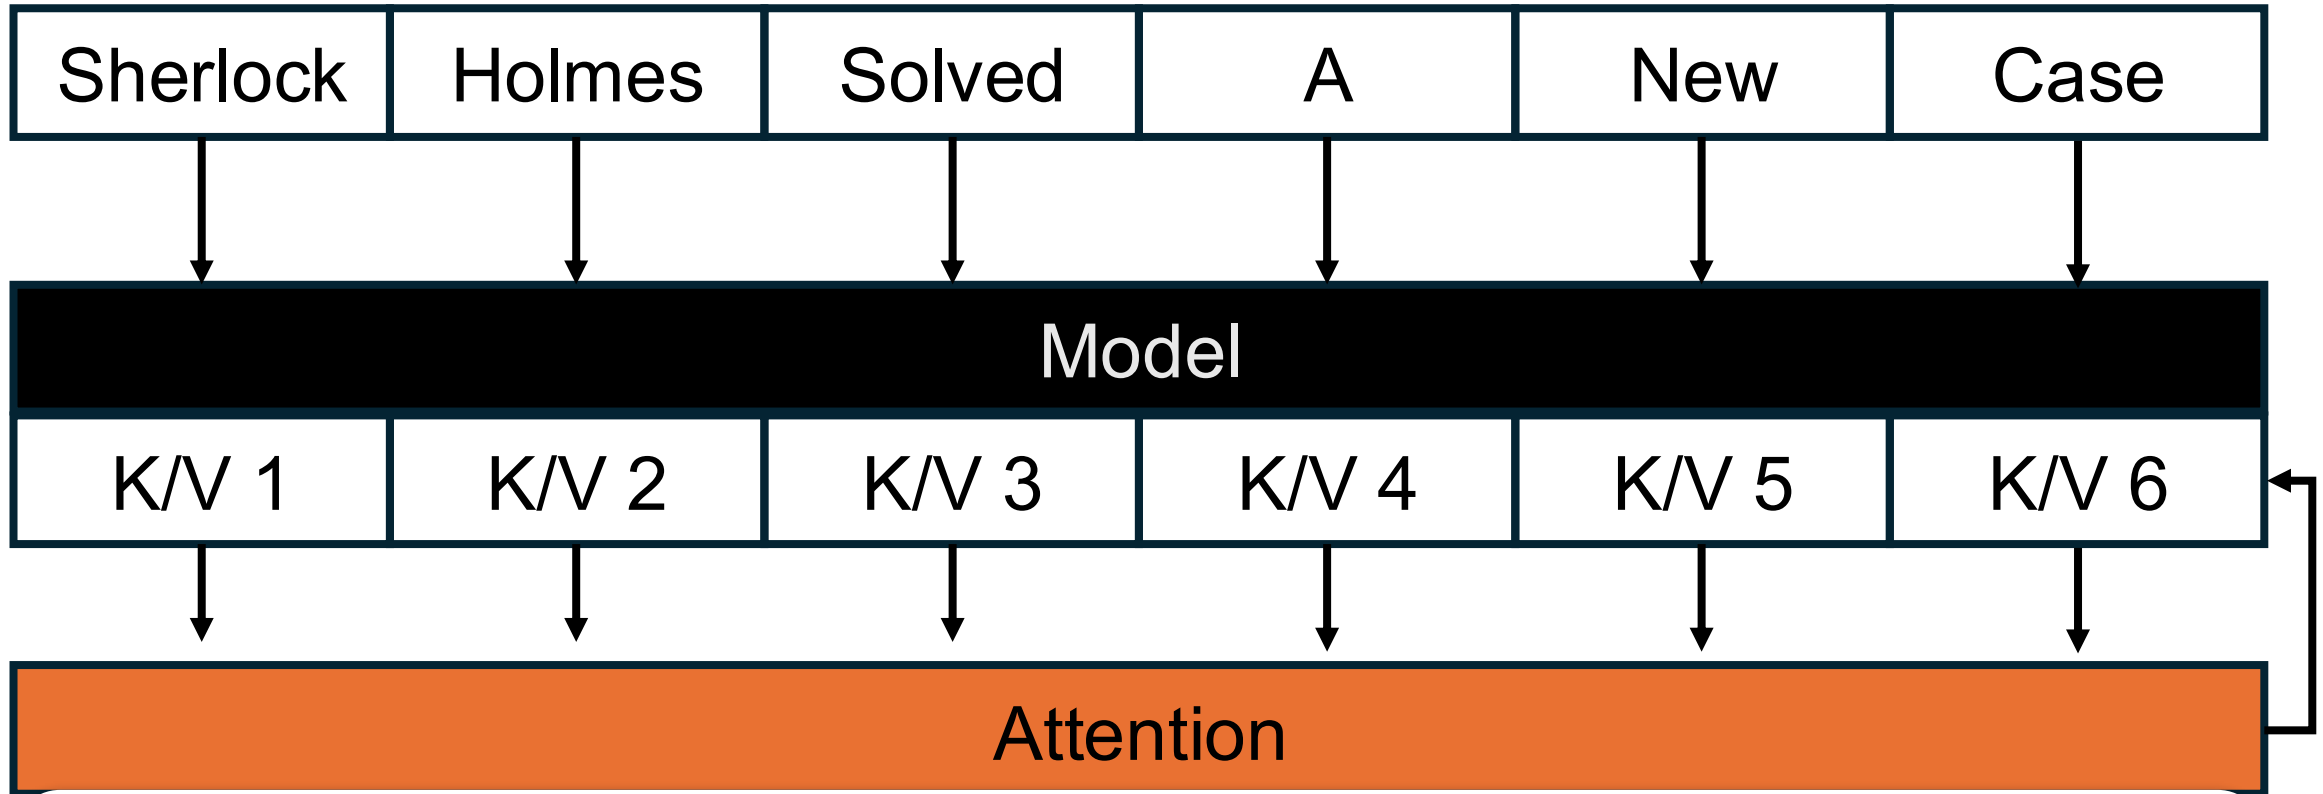 Sherlock Holmes Solved A New Case
Model
K/V 1 K/V 2 K/V 3 K/V 4 K/V 5 K/V 6
Attention